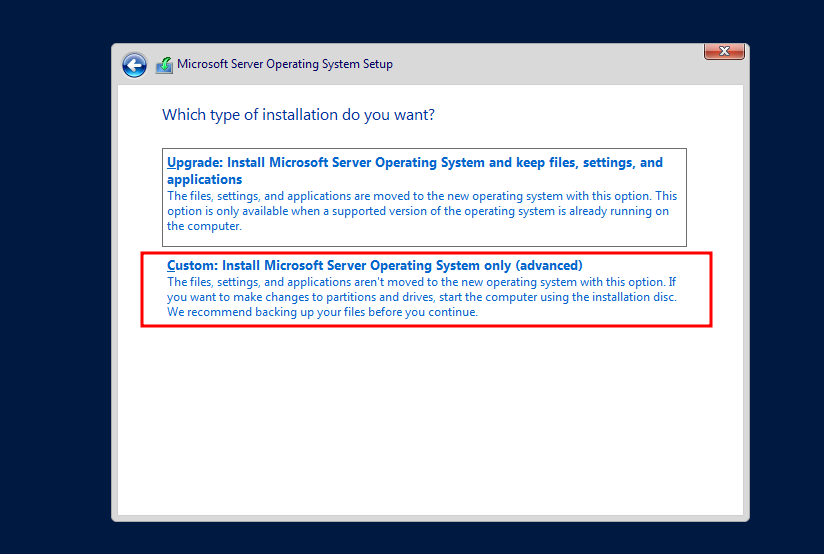 Microsoft Server Operating System Setup
Which type of installation do you want?
Upgrade: Install Microsoft Server Operating System and keep files, settings, and
applications
The files, settings, and applications are moved to the new operating system with this option. This
option is only available when a supported version of the operating system is already running on
the computer.
Custom: Install Microsoft Server Operating System only (advanced)
The files, settings, and applications aren't moved to the new operating system with this option. If
you want to make changes to partitions and drives, start the computer using the installation disc.
We recommend backing up your files before you continue.